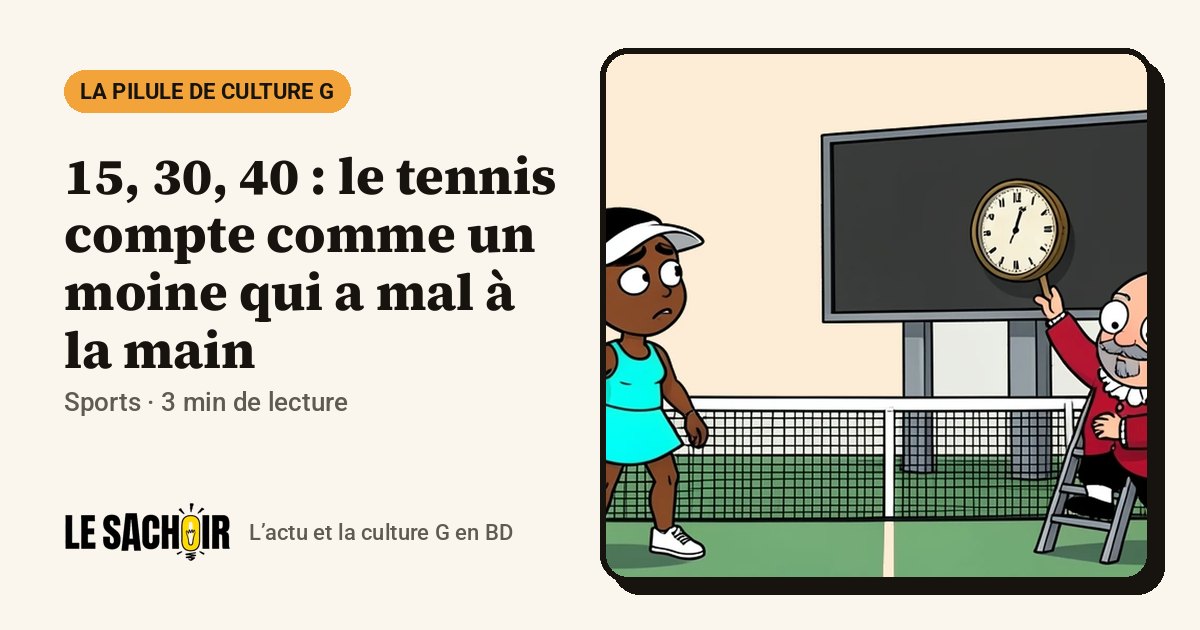 LA PILULE DE CULTURE G
15, 30, 40 : le tennis
compte comme un
moine qui a mal à
la main
Sports · 3 min de lecture
LE SACHOIR
L’actu et la culture G en BD